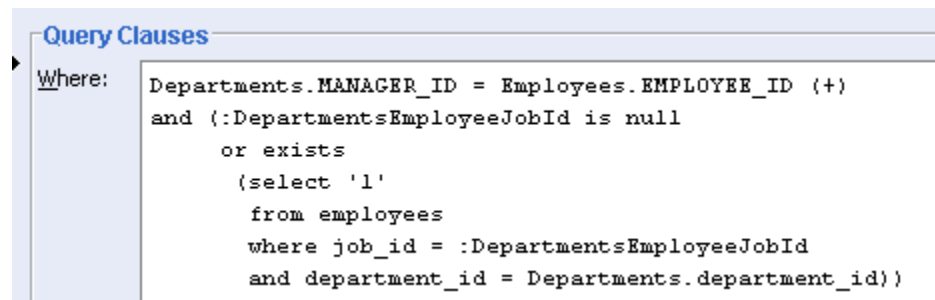 Query Clauses
Where:
Departments.MANAGER_ID = Employees.EMPLOYEE_ID (+)
and (:DepartmentsEmployeeJobId is null
or exists
(select '1'
from employees
where job_id = :DepartmentsEmployeeJobId
and department_id = Departments.department_id))